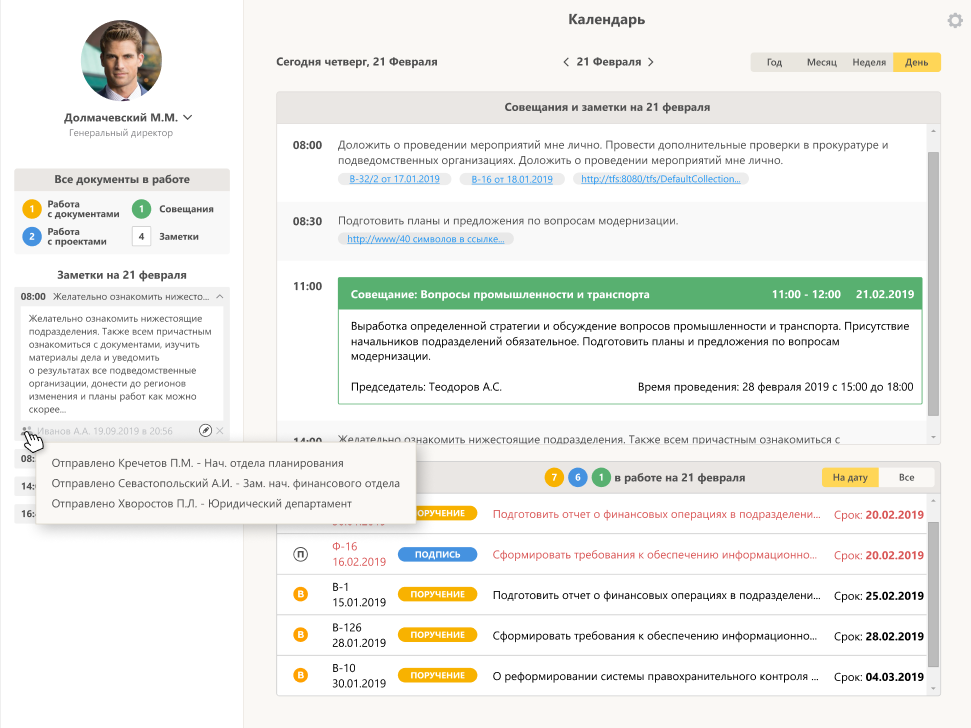 Долмачевский М.М.
Генеральный директор
Все документы в работе
1 Работа
с документами
1 Совещания
2 Работа
с проектами
4 Заметки
Заметки на 21 февраля
08:00 Желательно ознакомить нижесто...
Желательно ознакомить нижестоящие
подразделения. Также всем причастным
ознакомиться с документами, изучить
материалы дела и уведомить
о результатах все подведомственные
организации, донести до регионов
изменения и планы работ как можно
скорее...
Иванов А.А. 19.09.2019 в 20:56
Отправлено Кречетов П.М. - Нач. отдела планирования
Отправлено Севастопольский А.И. - Зам. нач. финансового отдела
Отправлено Хворостов П.Л. - Юридический департамент
08:
14:
16:
Календарь
Сегодня четверг, 21 Февраля
21 Февраля
Год Месяц Неделя День
Совещания и заметки на 21 февраля
08:00 Доложить о проведении мероприятий мне лично. Провести дополнительные проверки в прокуратуре и
подведомственных организациях. Доложить о проведении мероприятий мне лично.
В-32/2 от 17.01.2019 В-16 от 18.01.2019 http://tfs:8080/tfs/DefaultCollection...
08:30 Подготовить планы и предложения по вопросам модернизации.
http://www/40 символов в ссылке...
11:00 Совещание: Вопросы промышленности и транспорта 11:00 - 12:00 21.02.2019
Выработка определенной стратегии и обсуждение вопросов промышленности и транспорта. Присутствие
начальников подразделений обязательное. Подготовить планы и предложения по вопросам
модернизации.
Председатель: Теодоров А.С. Время проведения: 28 февраля 2019 с 15:00 до 18:00
14:00 Желательно ознакомить нижестоящие подразделения. Также всем причастным ознакомиться с
7 6 1 в работе на 21 февраля На дату Все
ОРУЧЕНИЕ Подготовить отчет о финансовых операциях в подразделени... Срок: 20.02.2019
П Ф-16
16.02.2019 ПОДПИСЬ Сформировать требования к обеспечению информационно... Срок: 20.02.2019
В В-1
15.01.2019 ПОРУЧЕНИЕ Подготовить отчет о финансовых операциях в подразделени... Срок: 25.02.2019
В В-126
28.01.2019 ПОРУЧЕНИЕ Сформировать требования к обеспечению информационно... Срок: 28.02.2019
В В-10
30.01.2019 ПОРУЧЕНИЕ О реформировании системы правохранительного контроля ... Срок: 04.03.2019